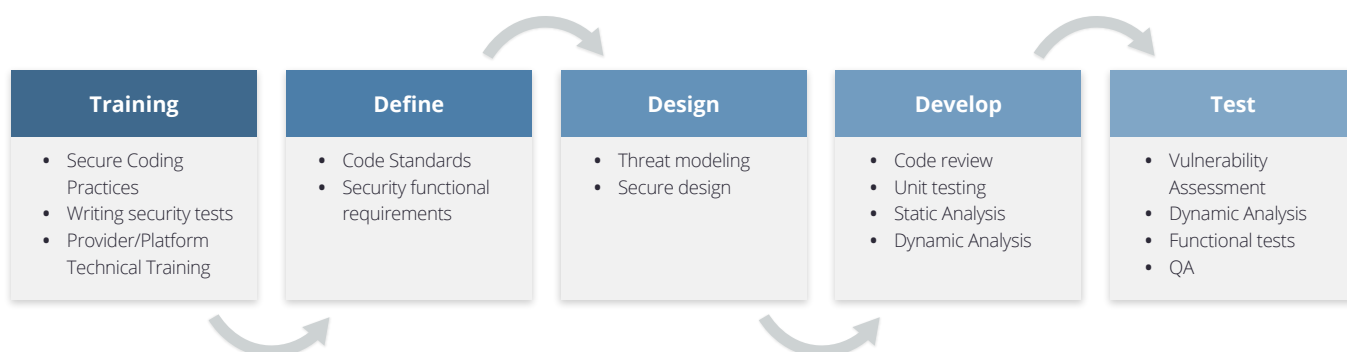 Training
• Secure Coding
Practices
• Writing security tests
• Provider/Platform
Technical Training
Define
• Code Standards
• Security functional
requirements
Design
• Threat modeling
• Secure design
Develop
• Code review
• Unit testing
• Static Analysis
• Dynamic Analysis
Test
• Vulnerability
Assessment
• Dynamic Analysis
• Functional tests
• QA